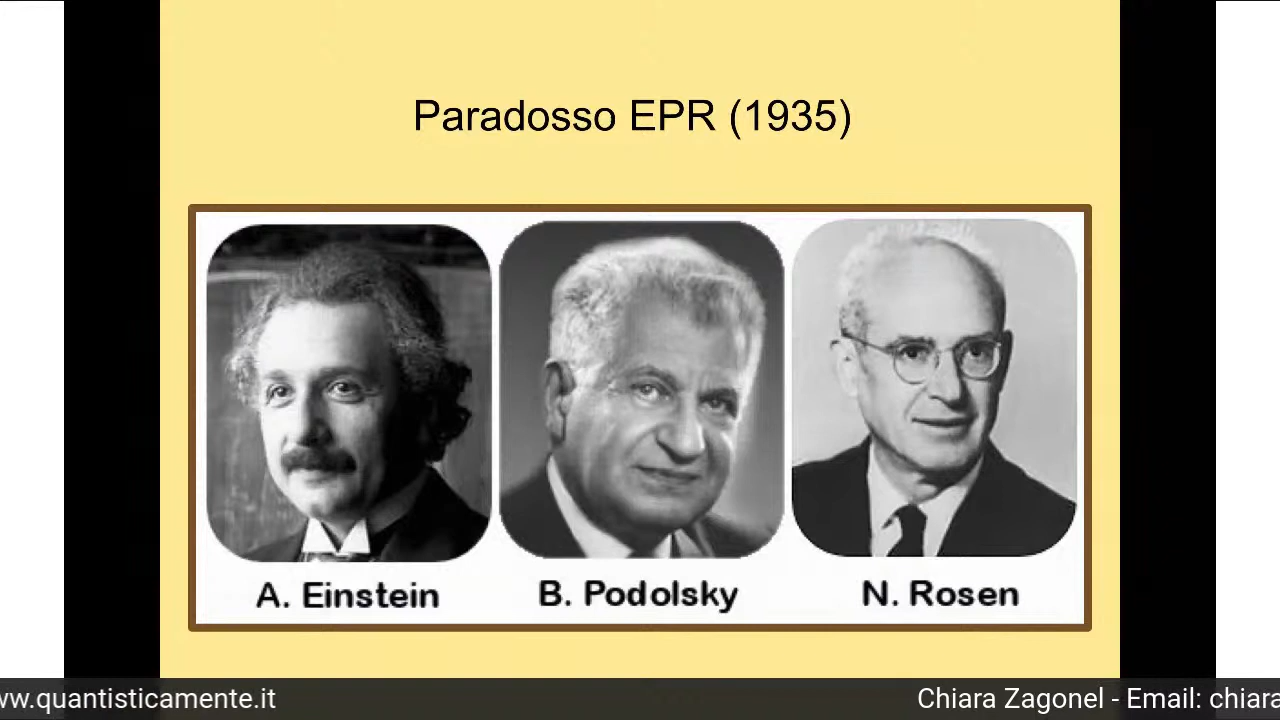 Paradosso EPR (1935)
A. Einstein
B. Podolsky
N. Rosen
ww.quantisticamente.it
Chiara Zagonel - Email: chiara